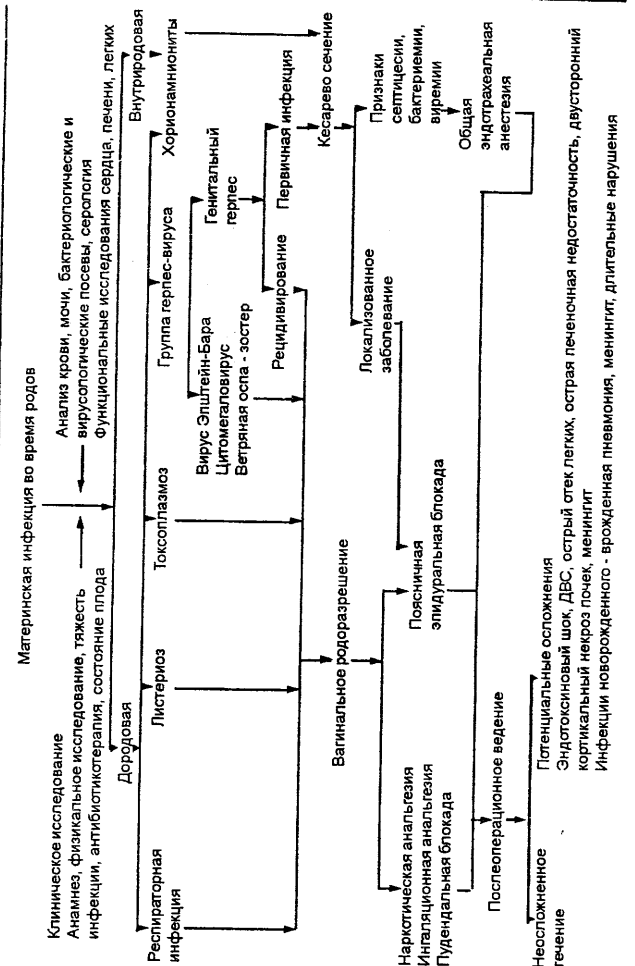 Материнская инфекция во время родов
Клиническое исследование
Анамнез, физикальное исследование, тяжесть
инфекции, антибиотикотерапия, состояние плода
Анализ крови, мочи, бактериологические и
вирусологические посевы, серология
Функциональные исследования сердца, печени, легких
Дородовая
Внутриродовая
Респираторная
инфекция
Листериоз
Токсоплазмоз
Группа герпес-вируса
Хорионамниониты
Вирус Эпштейн-Бара
Цитомегаловирус
Ветряная оспа - зостер
Генитальный
герпес
Рецидивирование
Первичная инфекция
Вагинальное родоразрешение
Кесарево сечение
Локализованное
заболевание
Признаки
септицесии,
бактериемии,
виремии
Наркотическая анальгезия
Ингаляционная анальгезия
Пудендальная блокада
Поясничная
эпидуральная блокада
Общая
эндотрахеальная
анестезия
Послеоперационное ведение
Неосложненное
течение
Потенциальные осложнения
Эндотоксиновый шок, ДВС, острый отек легких, острая печеночная недостаточность, двусторонний
кортикальный некроз почек, менингит
Инфекции новорожденного - врожденная пневмония, менингит, длительные нарушения